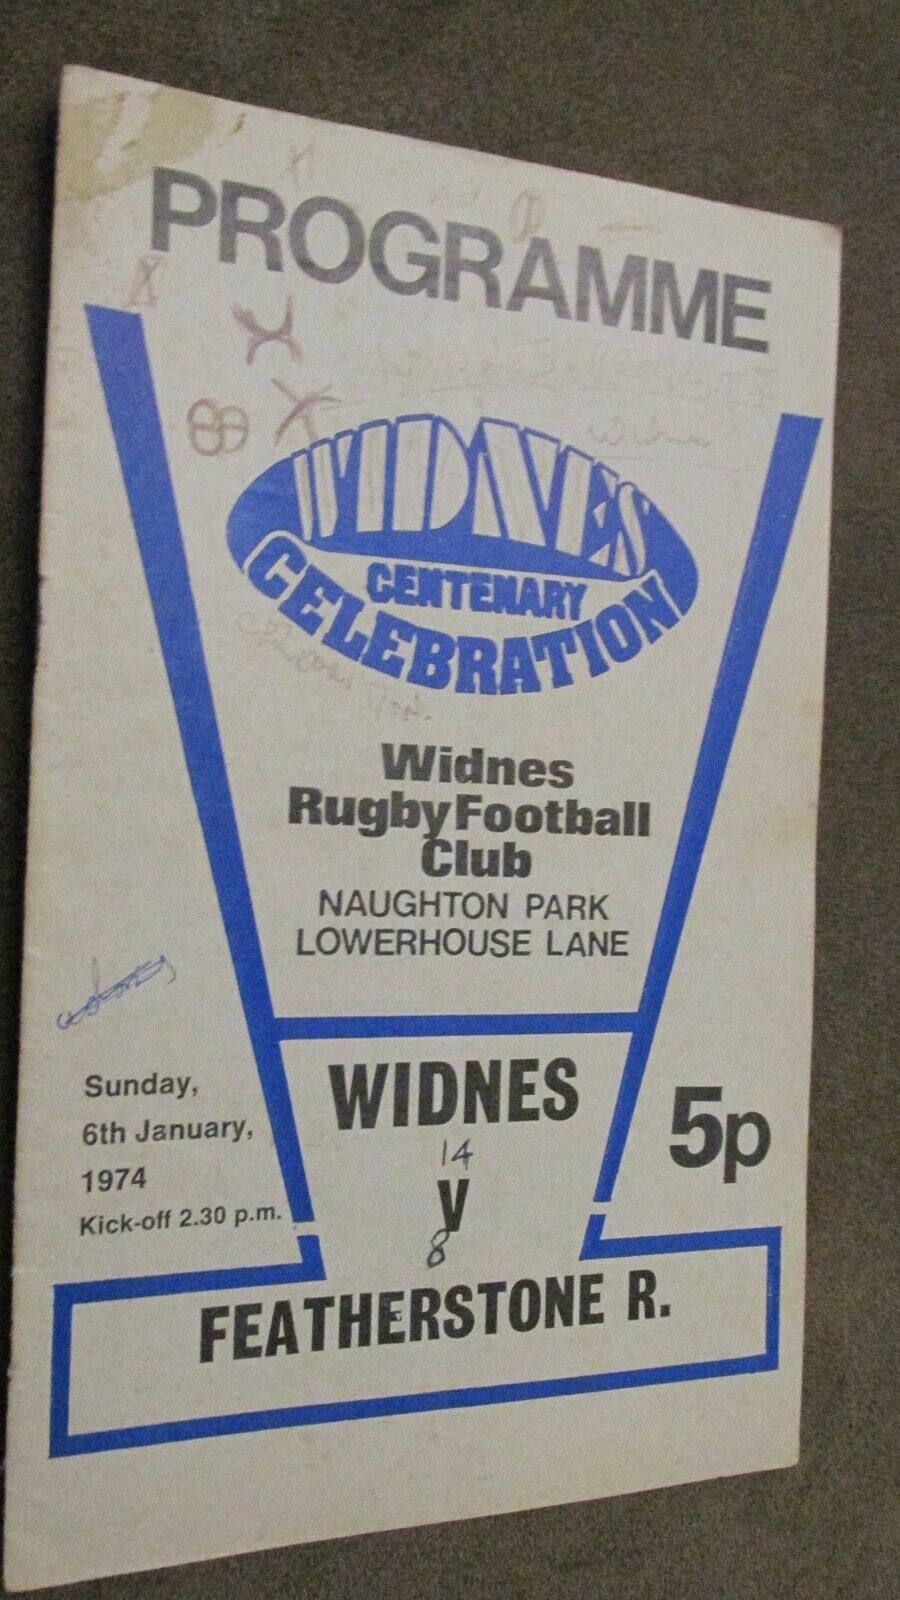 PROGRAMME
WIDNES
CENTENARY
CELEBRATION
Widnes
Rugby Football
Club
NAUGHTON PARK
LOWERHOUSE LANE
Sunday,
6th January,
1974
Kick-off 2.30 p.m.
WIDNES
14
V
8
FEATHERSTONE R.
5p